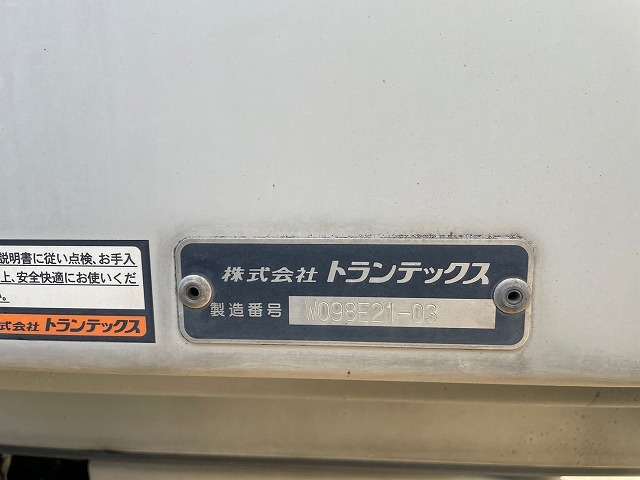 説明書に従い点検、お手入
上、安全快適にお使いくだ
い。
式会社 トランテックス
株式会社 トランテックス
製造番号 W098E21-03